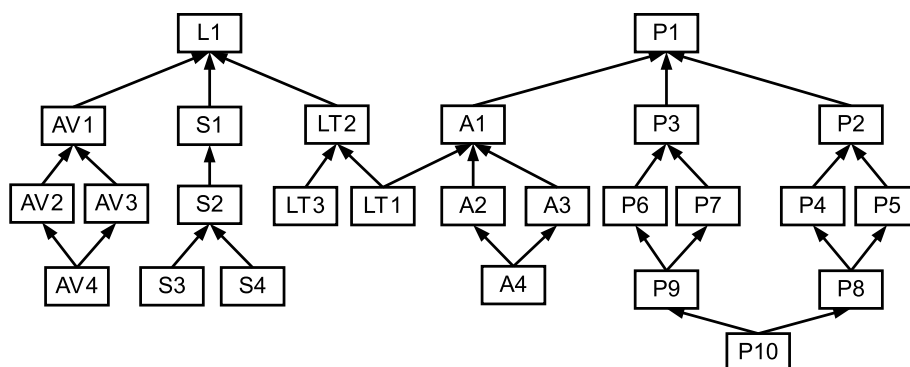 L1 P1
AV1 S1 LT2 A1 P3 P2
AV2 AV3 S2 LT3 LT1 A2 A3 P6 P7 P4 P5
AV4 S3 S4 A4 P9 P8
P10